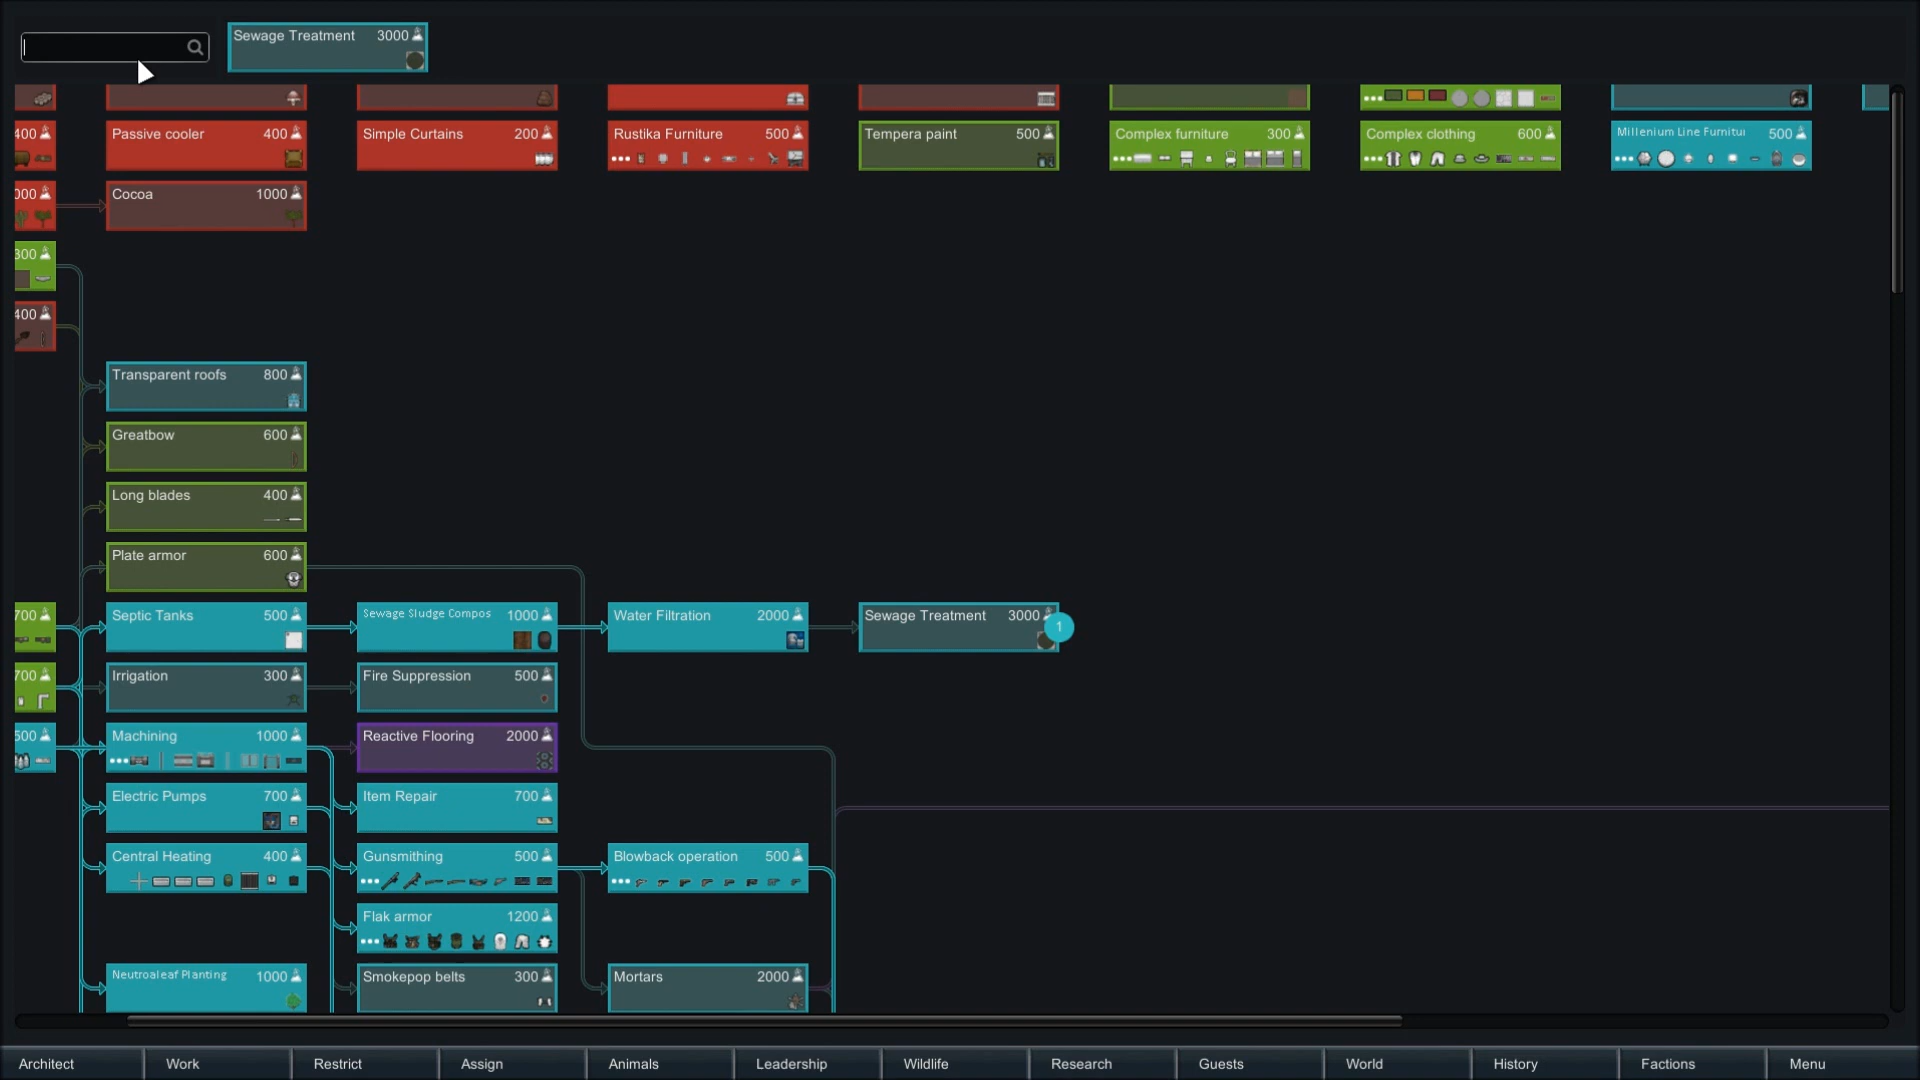 Sewage Treatment 3000
400 Passive cooler 400 Simple Curtains 200 Rustika Furniture 500 Tempera paint 500 Complex furniture 300 Complex clothing 600 Millenium Line Furnitui 500
000 Cocoa 1000
300
400
Transparent roofs 800
Greatbow 600
Long blades 400
Plate armor 600
700 Septic Tanks 500 Sewage Sludge Compos 1000 Water Filtration 2000 Sewage Treatment 3000
1
700 Irrigation 300 Fire Suppression 500
500 Machining 1000 Reactive Flooring 2000
Electric Pumps 700 Item Repair 700
Central Heating 400 Gunsmithing 500 Blowback operation 500
Flak armor 1200
Neutroaleaf Planting 1000 Smokepop belts 300 Mortars 2000
Architect Work Restrict Assign Animals Leadership Wildlife Research Guests World History Factions Menu